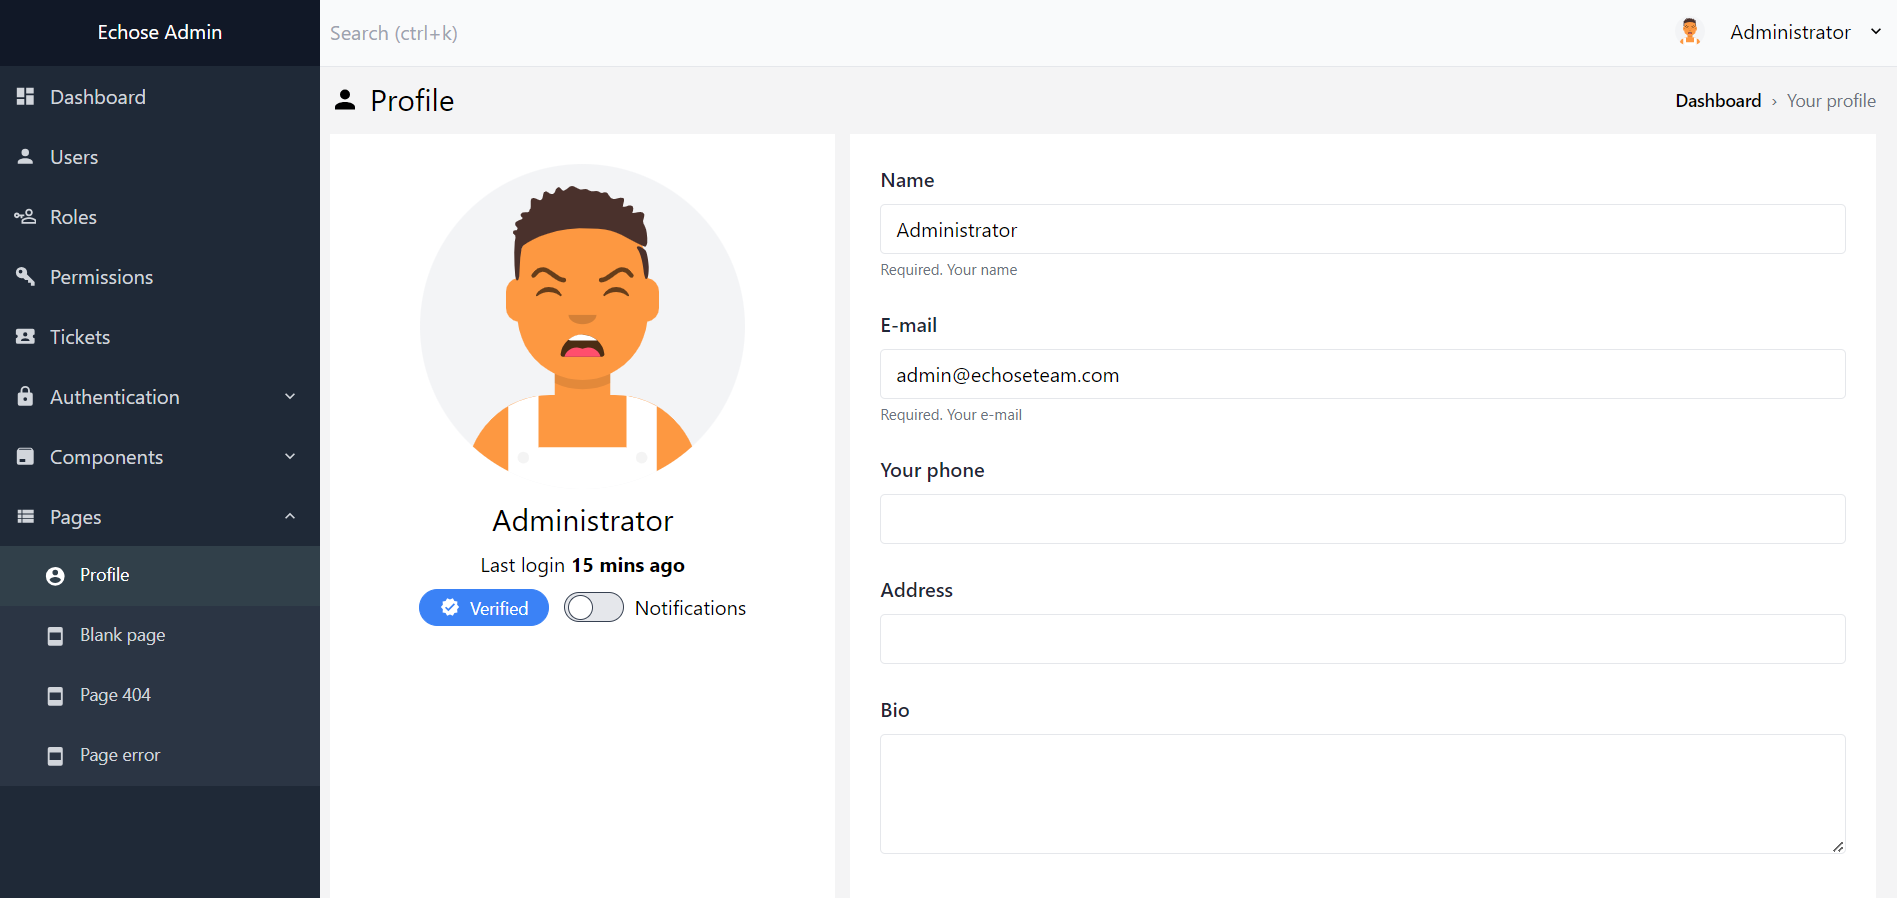 Echose Admin
Search (ctrl+k)
Administrator
Dashboard
Users
Roles
Permissions
Tickets
Authentication
Components
Pages
Profile
Blank page
Page 404
Page error
Profile
Dashboard › Your profile
Administrator
Last login 15 mins ago
Verified
Notifications
Name
Administrator
Required. Your name
E-mail
admin@echoseteam.com
Required. Your e-mail
Your phone
Address
Bio